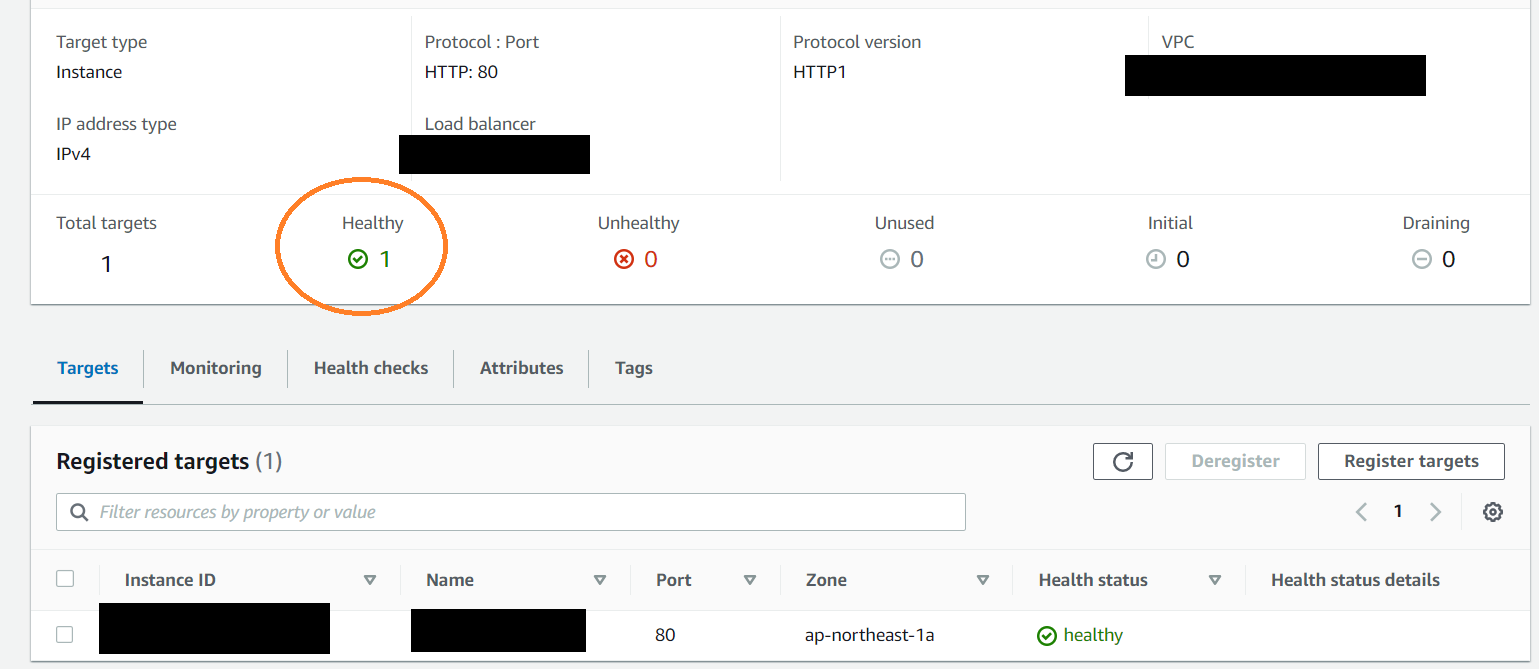 Target type
Instance
Protocol : Port
HTTP: 80
Protocol version
HTTP1
VPC
IP address type
IPv4
Load balancer
Total targets
1
Healthy
1
Unhealthy
0
Unused
0
Initial
0
Draining
0
Targets Monitoring Health checks Attributes Tags
Registered targets (1)
Deregister Register targets
Filter resources by property or value
1
Instance ID Name Port Zone Health status Health status details
80 ap-northeast-1a healthy